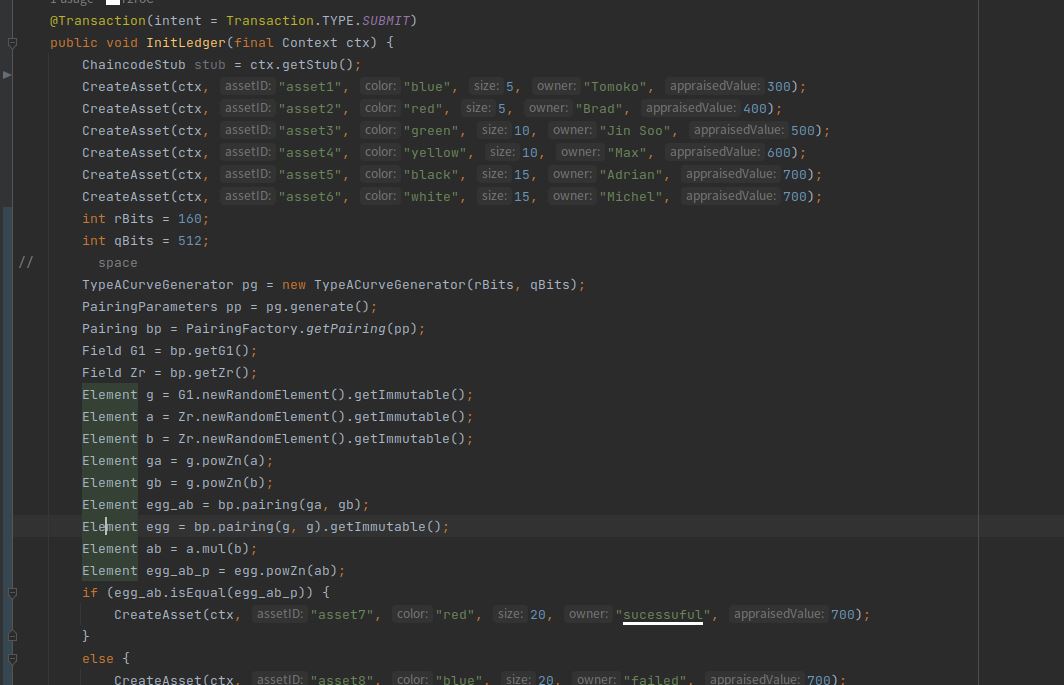 1 usage
@Transaction(intent = Transaction.TYPE.SUBMIT)
public void InitLedger(final Context ctx) {
ChaincodeStub stub = ctx.getStub();
CreateAsset(ctx, assetID: "asset1", color: "blue", size: 5, owner: "Tomoko", appraisedValue: 300);
CreateAsset(ctx, assetID: "asset2", color: "red", size: 5, owner: "Brad", appraisedValue: 400);
CreateAsset(ctx, assetID: "asset3", color: "green", size: 10, owner: "Jin Soo", appraisedValue: 500);
CreateAsset(ctx, assetID: "asset4", color: "yellow", size: 10, owner: "Max", appraisedValue: 600);
CreateAsset(ctx, assetID: "asset5", color: "black", size: 15, owner: "Adrian", appraisedValue: 700);
CreateAsset(ctx, assetID: "asset6", color: "white", size: 15, owner: "Michel", appraisedValue: 700);
int rBits = 160;
int qBits = 512;
// space
TypeACurveGenerator pg = new TypeACurveGenerator(rBits, qBits);
PairingParameters pp = pg.generate();
Pairing bp = PairingFactory.getPairing(pp);
Field G1 = bp.getG1();
Field Zr = bp.getZr();
Element g = G1.newRandomElement().getImmutable();
Element a = Zr.newRandomElement().getImmutable();
Element b = Zr.newRandomElement().getImmutable();
Element ga = g.powZn(a);
Element gb = g.powZn(b);
Element egg_ab = bp.pairing(ga, gb);
Element egg = bp.pairing(g, g).getImmutable();
Element ab = a.mul(b);
Element egg_ab_p = egg.powZn(ab);
if (egg_ab.isEqual(egg_ab_p)) {
CreateAsset(ctx, assetID: "asset7", color: "red", size: 20, owner: "sucessuful", appraisedValue: 700);
}
else {
CreateAsset(ctx, assetID: "asset8", color: "blue", size: 20, owner: "failed", appraisedValue: 700);